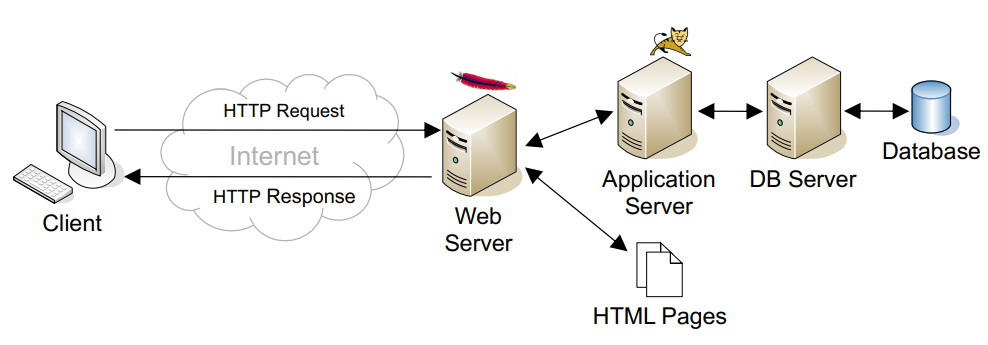 HTTP Request
Internet
HTTP Response
Client
Web
Server
Application
Server
DB Server
Database
HTML Pages